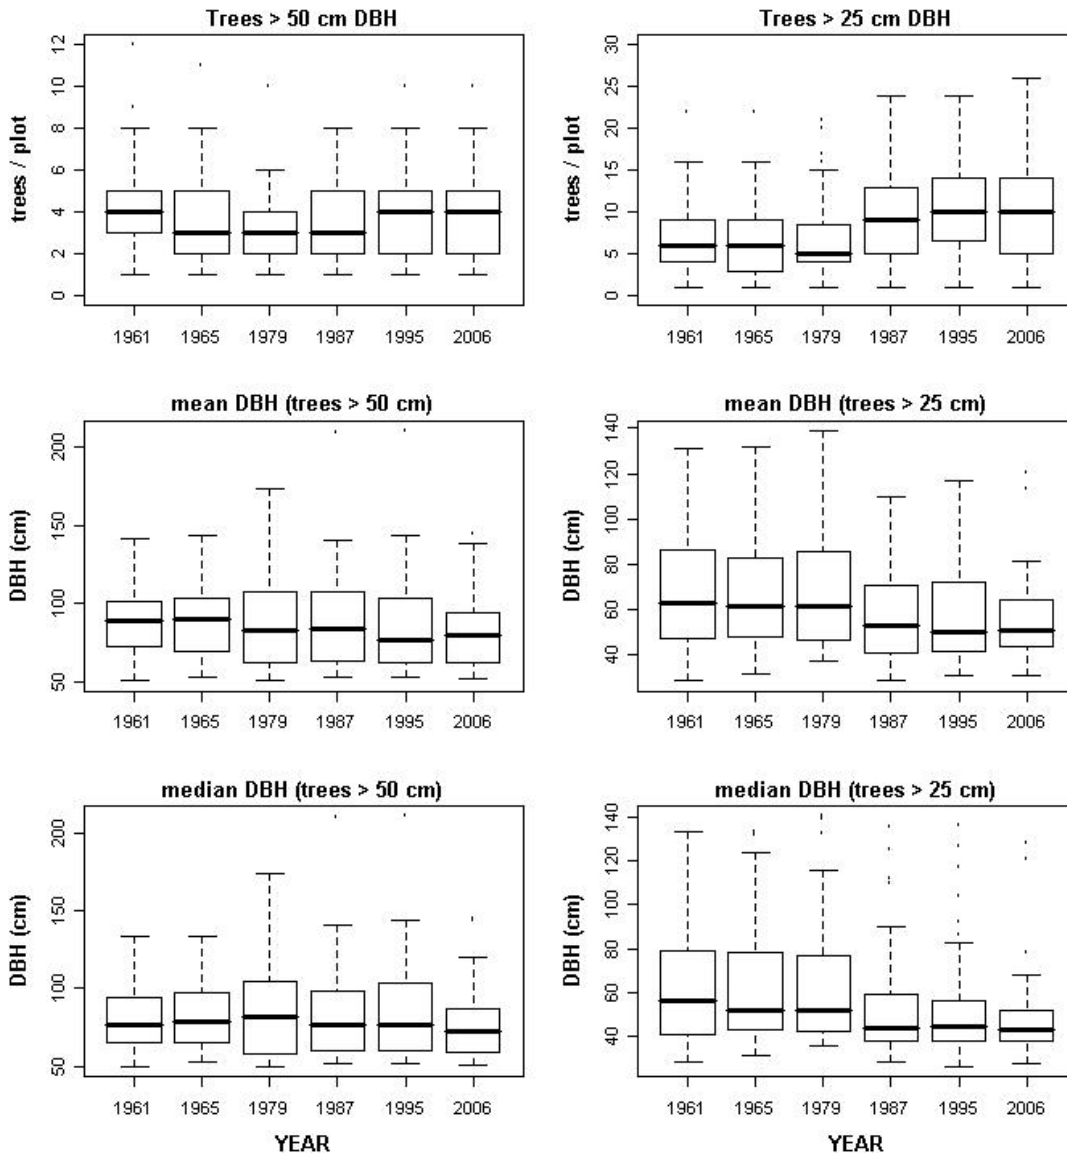 Trees > 50 cm DBH
trees / plot
0 2 4 6 8 10 12
1961 1965 1979 1987 1995 2006
Trees > 25 cm DBH
trees / plot
0 5 10 15 20 25 30
1961 1965 1979 1987 1995 2006
mean DBH (trees > 50 cm)
DBH (cm)
50 100 150 200
1961 1965 1979 1987 1995 2006
mean DBH (trees > 25 cm)
DBH (cm)
40 60 80 100 120 140
1961 1965 1979 1987 1995 2006
median DBH (trees > 50 cm)
DBH (cm)
50 100 150 200
1961 1965 1979 1987 1995 2006
YEAR
median DBH (trees > 25 cm)
DBH (cm)
40 60 80 100 120 140
1961 1965 1979 1987 1995 2006
YEAR